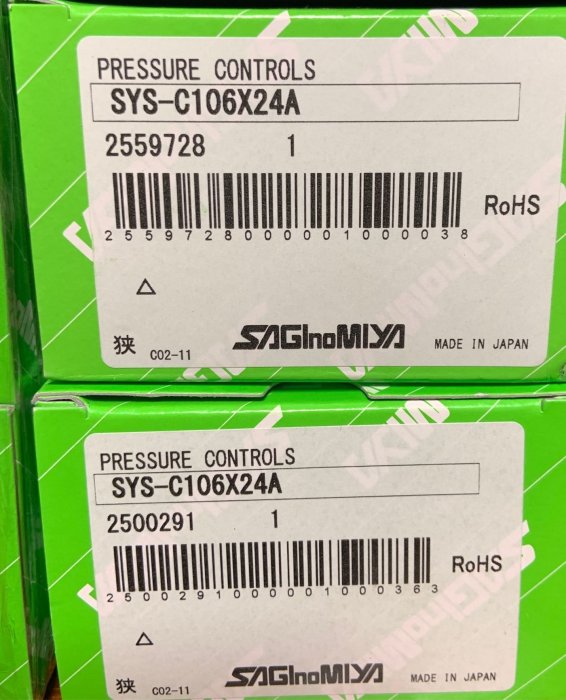 PRESSURE CONTROLS
SYS-C106X24A
2559728 1
RoHS
2559728000001000038
△
狭 C02-11 SAGInoMIYA MADE IN JAPAN
PRESSURE CONTROLS
SYS-C106X24A
2500291 1
RoHS
2500291000001000363
△
狭 C02-11 SAGInoMIYA MADE IN JAPAN